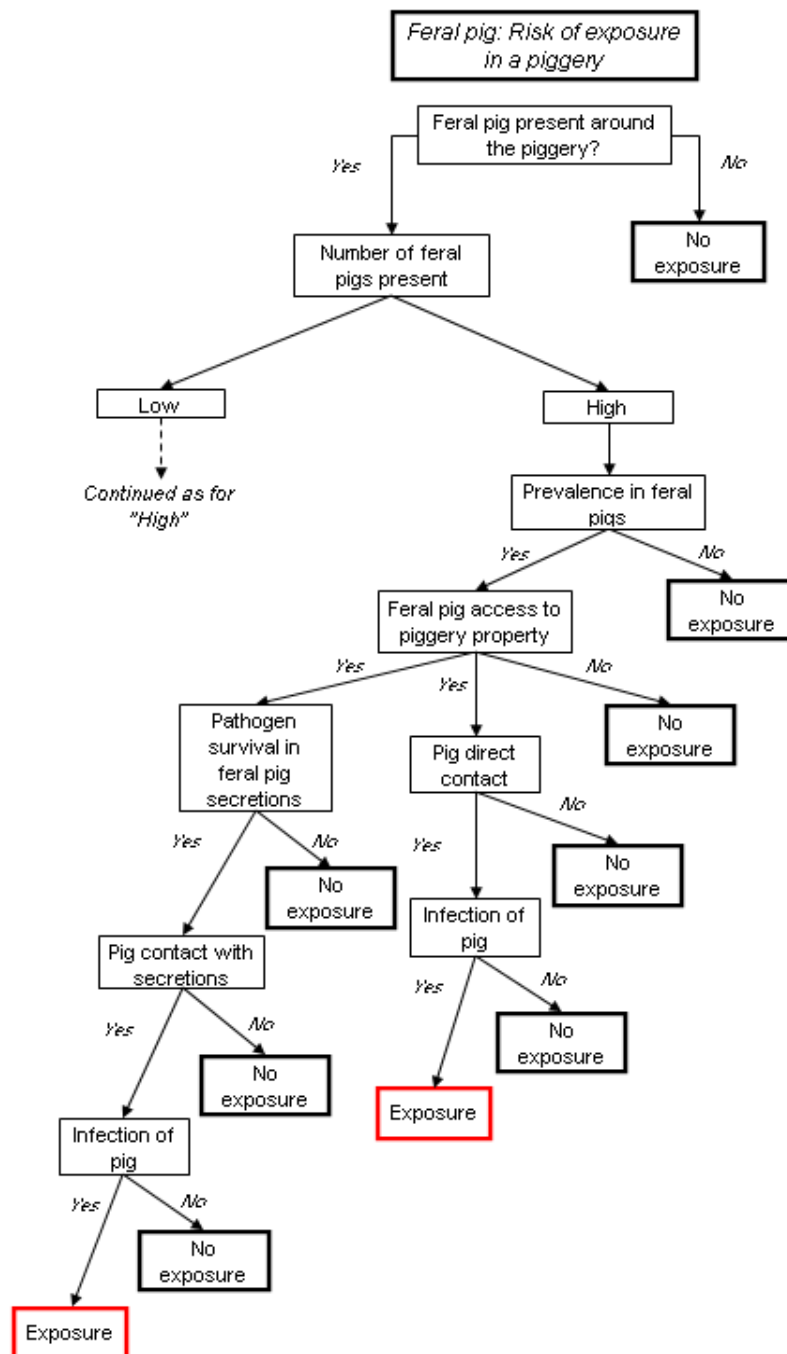 Feral pig: Risk of exposure
in a piggery
Feral pig present around
the piggery?
Yes
No
No
exposure
Number of feral
pigs present
Low
High
Continued as for
"High"
Prevalence in feral
pigs
Yes
No
No
exposure
Feral pig access to
piggery property
Yes
Yes
No
No
exposure
Pathogen
survival in
feral pig
secretions
Pig direct
contact
Yes
No
No
exposure
Yes
No
No
exposure
Pig contact with
secretions
Infection of
pig
Yes
No
No
exposure
Yes
No
No
exposure
Exposure
Infection of
pig
Yes
No
No
exposure
Exposure